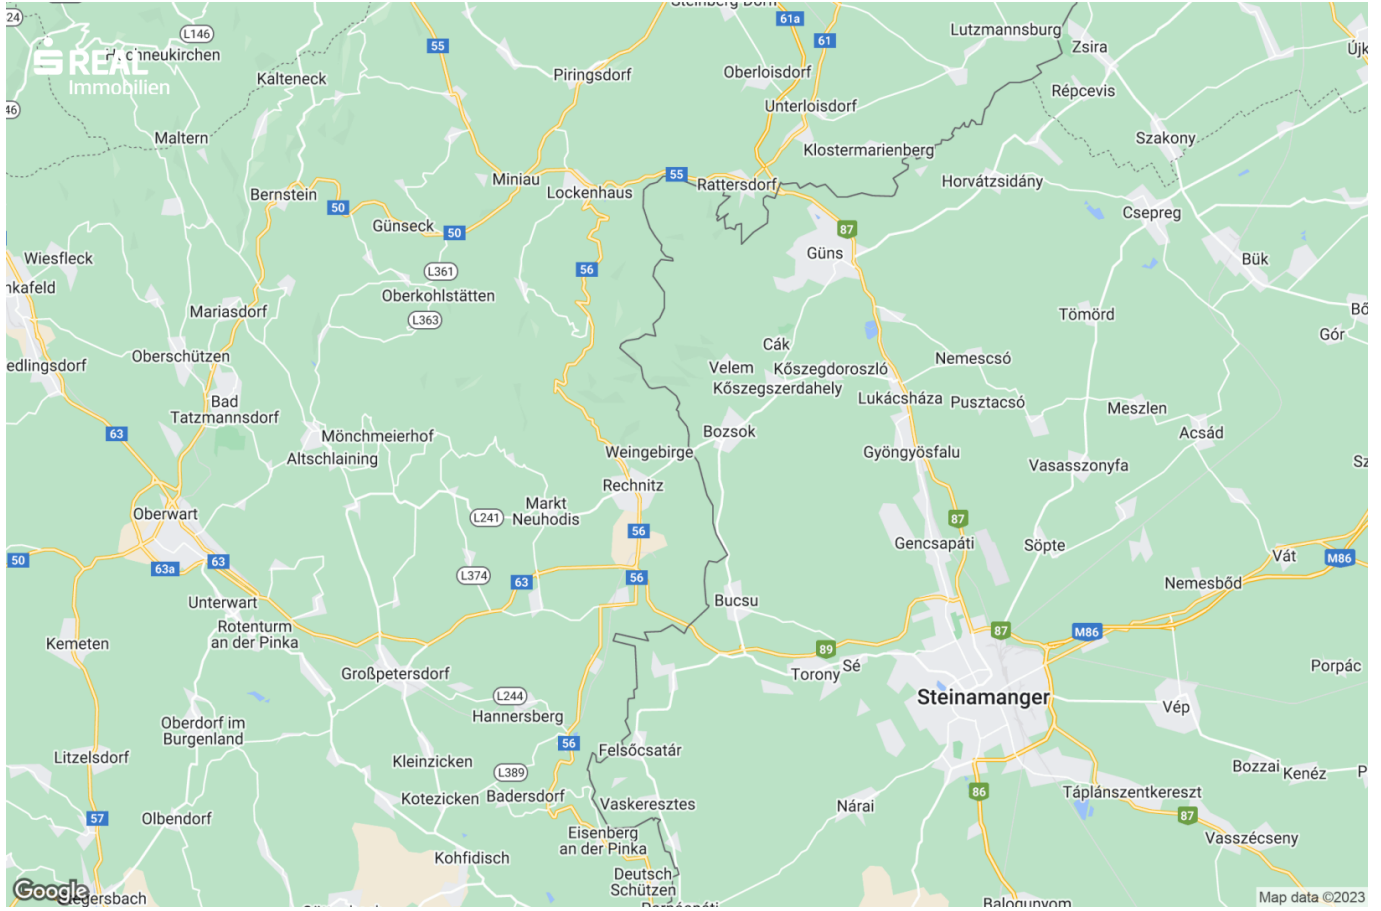 24
L146
Steinberg-Dörfl
61a
61
Lutzmannsburg
Zsira
REAL
Immobilien
55
Kalteneck
Piringsdorf
Oberloisdorf
Unterloisdorf
Répcevis
46
Maltern
Klostermarienberg
Szakony
Miniau
55
Rattersdorf
Horvátzsidány
Bernstein
Lockenhaus
50
Csepreg
Günseck
50
87
Güns
Wiesfleck
Bük
L361
56
nkafeld
Oberkohlstätten
Mariasdorf
L363
Tömörd
Gór
Oberschützen
Cák
Nemescsó
edlingsdorf
Velem
Kőszegdoroszló
Kőszegszerdahely
Bad
Tatzmannsdorf
Lukácsháza
Pusztacsó
Meszlen
63
Mönchmeierhof
Bozsok
Acsád
Altschlaining
Weingebirge
Gyöngyösfalu
Vasasszonyfa
Rechnitz
Oberwart
L241
Markt
Neuhodis
56
87
Gencsapáti
Söpte
Vát
M86
50
63a
63
L374
63
56
Nemesbőd
Unterwart
Bucsu
Rotenturm
an der Pinka
87
M86
Kemeten
89
Großpetersdorf
Torony
Sé
Porpác
L244
Steinamanger
Hannersberg
Vép
Oberdorf im
Burgenland
56
Felsőcsatár
Litzelsdorf
Kleinzicken
L389
Bozzai
Kenéz
Kotezicken
Badersdorf
Vaskeresztes
Nárai
86
Táplánszentkereszt
57
Olbendorf
87
Eisenberg
an der Pinka
Vasszécseny
Kohfidisch
Deutsch
Schützen
Google
Map data ©2023